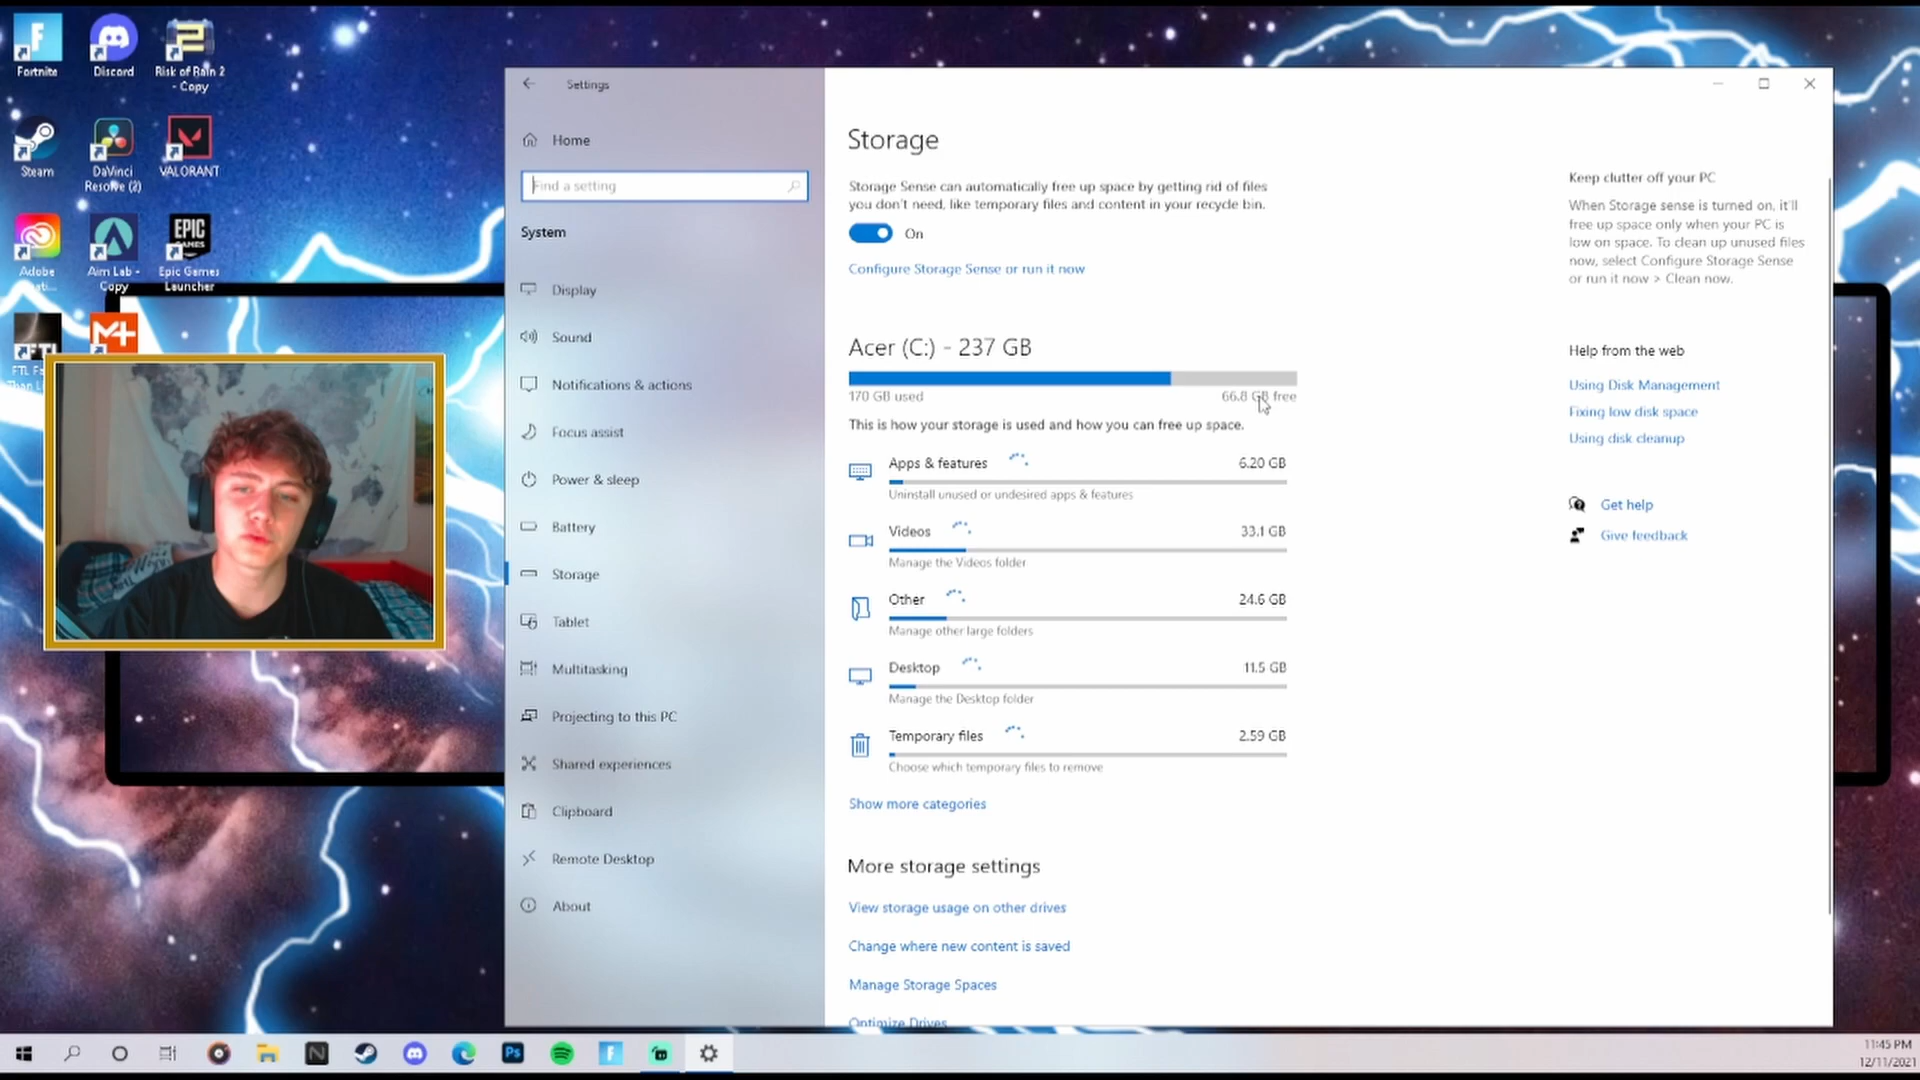 Fortnite
Discord
Risk of Rain 2
- Copy
Steam
DaVinci
Resolve (2)
VALORANT
Adobe
Aim Lab -
Copy
EPIC
GAMES
Epic Games
Launcher
M+
Settings
Home
Find a setting
System
Display
Sound
Notifications & actions
Focus assist
Power & sleep
Battery
Storage
Tablet
Multitasking
Projecting to this PC
Shared experiences
Clipboard
Remote Desktop
About
Storage
Storage Sense can automatically free up space by getting rid of files
you don't need, like temporary files and content in your recycle bin.
On
Configure Storage Sense or run it now
Acer (C:) - 237 GB
170 GB used
66.8 GB free
This is how your storage is used and how you can free up space.
Apps & features
6.20 GB
Uninstall unused or undesired apps & features
Videos
33.1 GB
Manage the Videos folder
Other
24.6 GB
Manage other large folders
Desktop
11.5 GB
Manage the Desktop folder
Temporary files
2.59 GB
Choose which temporary files to remove
Show more categories
More storage settings
View storage usage on other drives
Change where new content is saved
Manage Storage Spaces
Optimize Drives
Keep clutter off your PC
When Storage sense is turned on, it'll
free up space only when your PC is
low on space. To clean up unused files
now, select Configure Storage Sense
or run it now > Clean now.
Help from the web
Using Disk Management
Fixing low disk space
Using disk cleanup
Get help
Give feedback
Ps
11:45 PM
12/11/2021